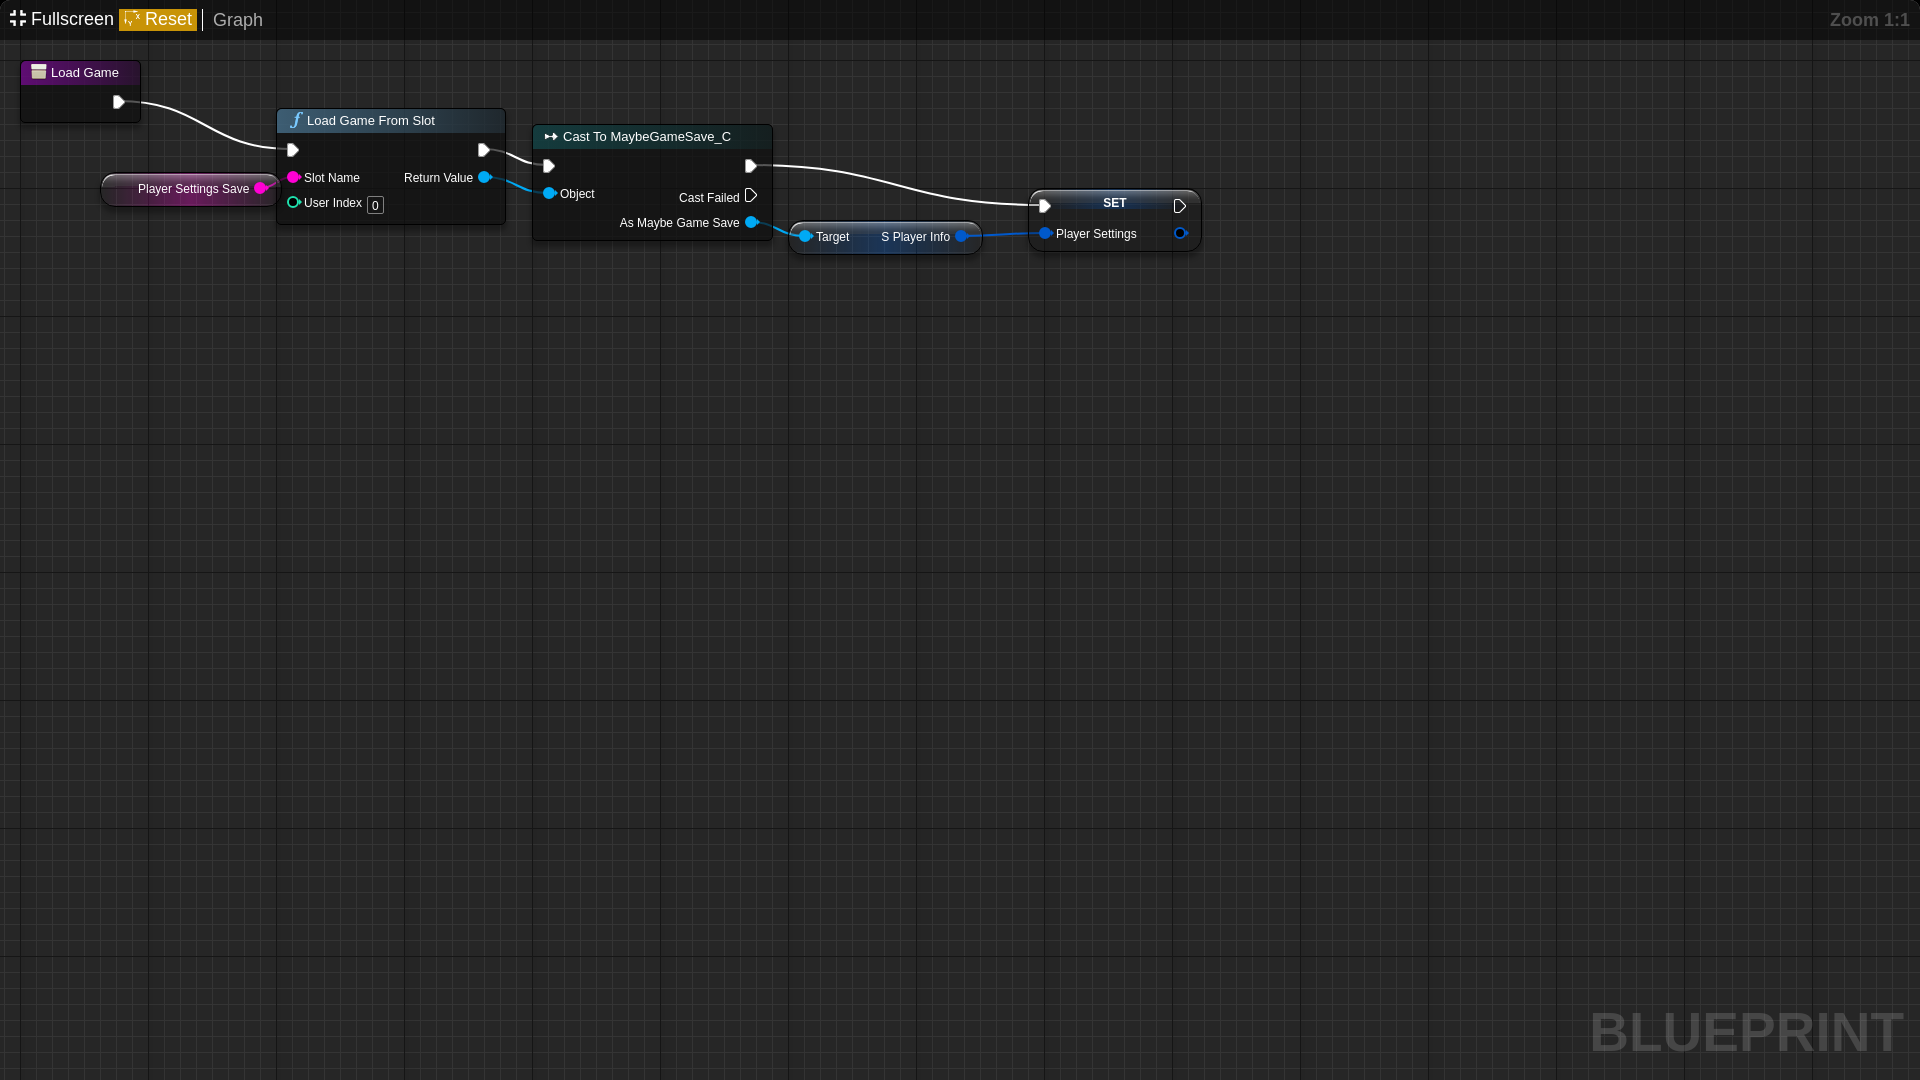 Fullscreen Reset Graph
Zoom 1:1
Load Game
Load Game From Slot
Player Settings Save
Slot Name
Return Value
User Index 0
Cast To MaybeGameSave_C
Object
Cast Failed
As Maybe Game Save
Target
S Player Info
SET
Player Settings
BLUEPRINT